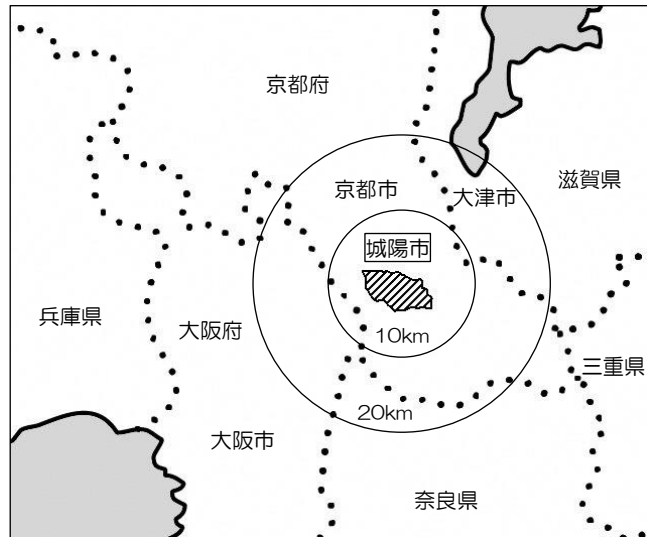 京都府
京都市
滋賀県
大津市
城陽市
兵庫県
大阪府
10km
三重県
20km
大阪市
奈良県